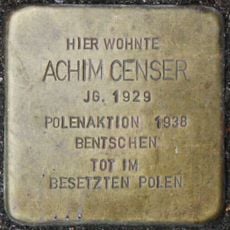 HIER WOHNTE
ACHIM CENSER
JG. 1929
POLENAKTION 1938
BENTSCHEN
TOT IM
BESETZTEN POLEN